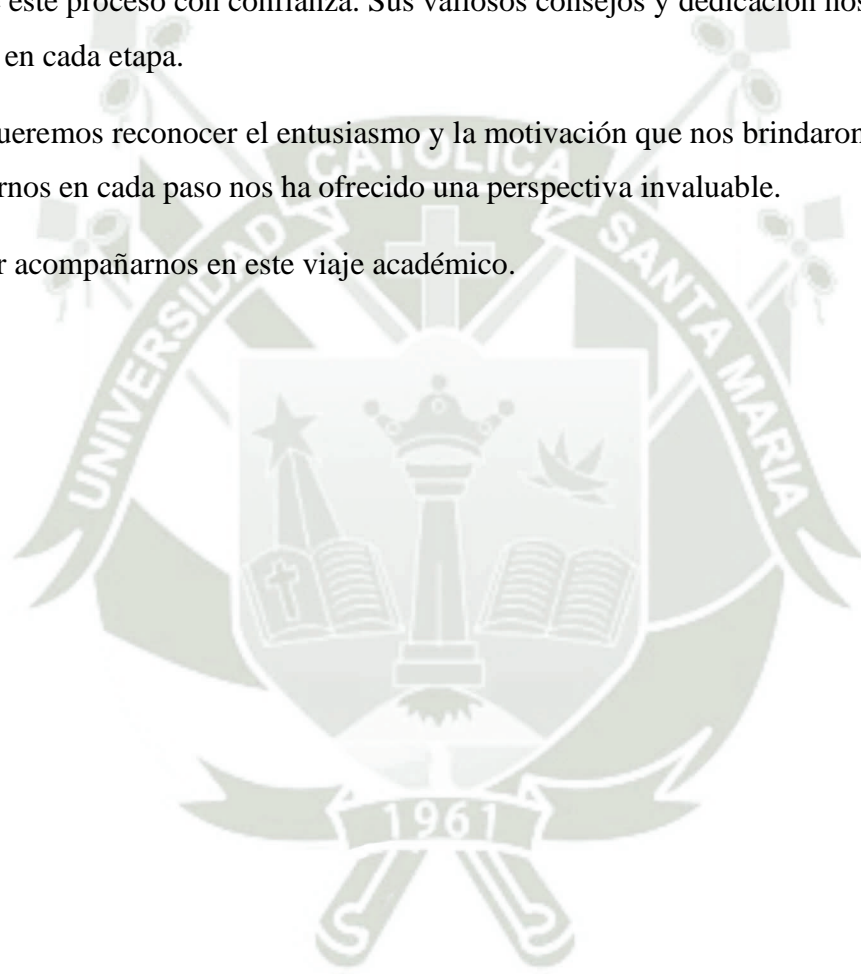 este proceso con confianza. Sus valiosos consejos y dedicación nos
en cada etapa.
queremos reconocer el entusiasmo y la motivación que nos brindaron
rnos en cada paso nos ha ofrecido una perspectiva invaluable.
r acompañarnos en este viaje académico.
UNIVERSIDAD CATOLICA SANTA MARIA
1961